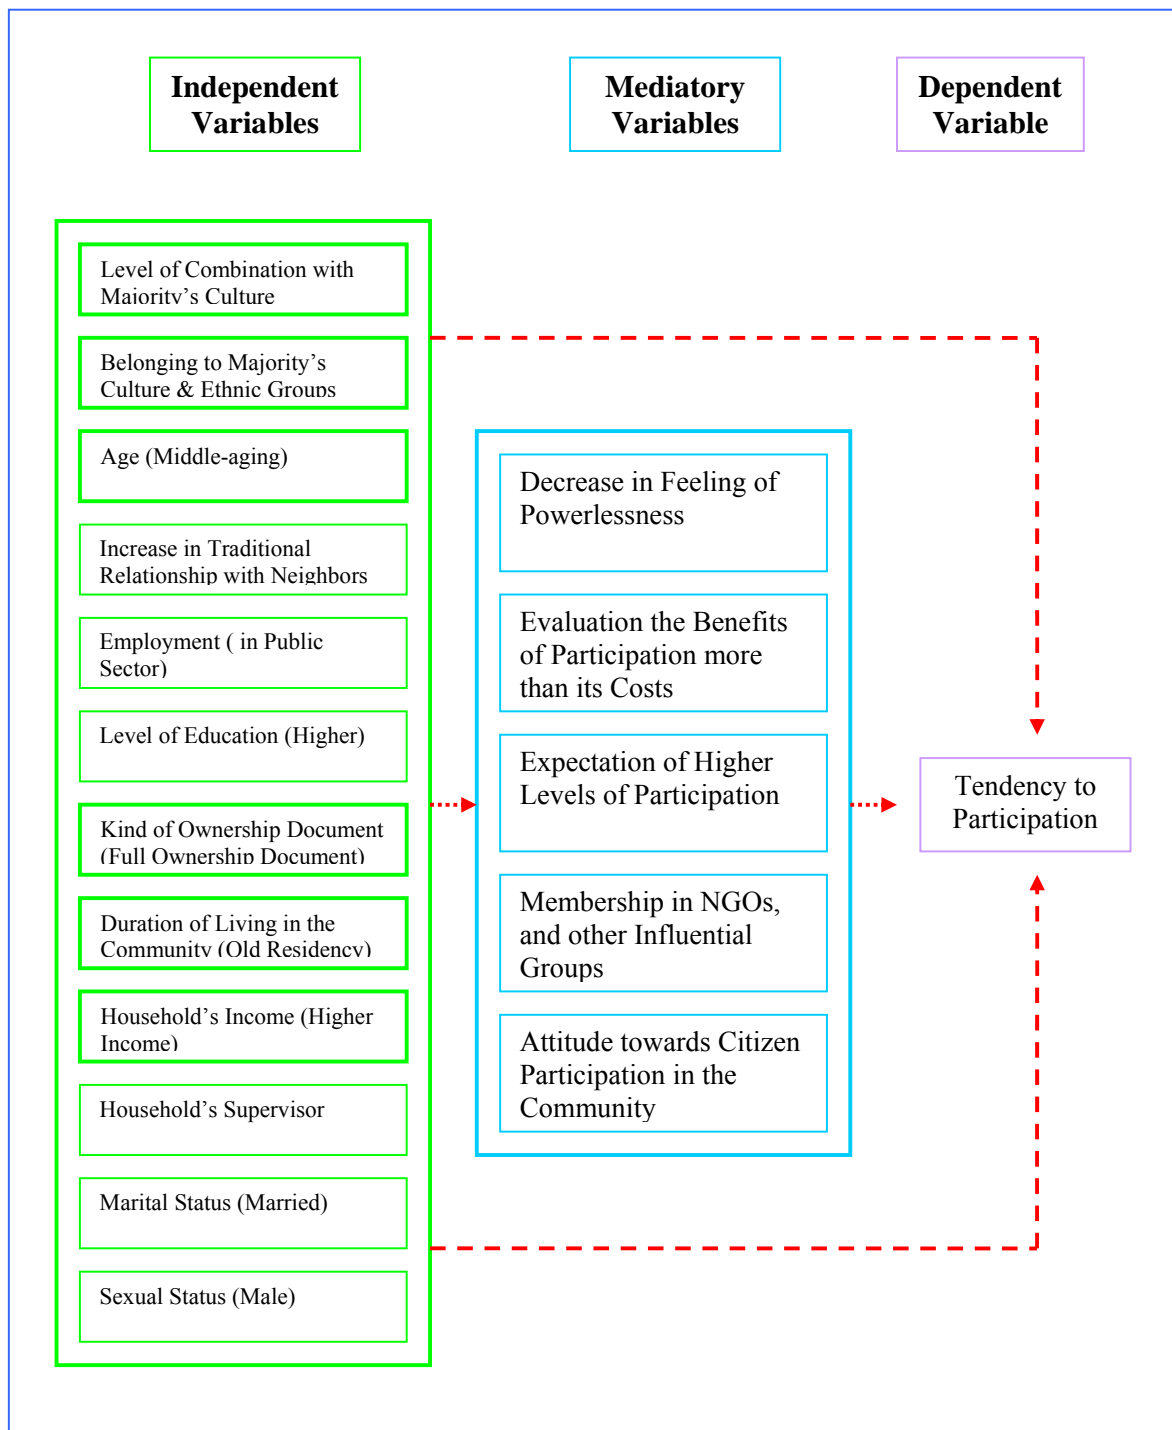 Independent
Variables
Mediatory
Variables
Dependent
Variable
Level of Combination with
Majority’s Culture
Belonging to Majority’s
Culture & Ethnic Groups
Age (Middle-aging)
Increase in Traditional
Relationship with Neighbors
Employment ( in Public
Sector)
Level of Education (Higher)
Kind of Ownership Document
(Full Ownership Document)
Duration of Living in the
Community (Old Residency)
Household’s Income (Higher
Income)
Household’s Supervisor
Marital Status (Married)
Sexual Status (Male)
Decrease in Feeling of
Powerlessness
Evaluation the Benefits
of Participation more
than its Costs
Expectation of Higher
Levels of Participation
Membership in NGOs,
and other Influential
Groups
Attitude towards Citizen
Participation in the
Community
Tendency to
Participation